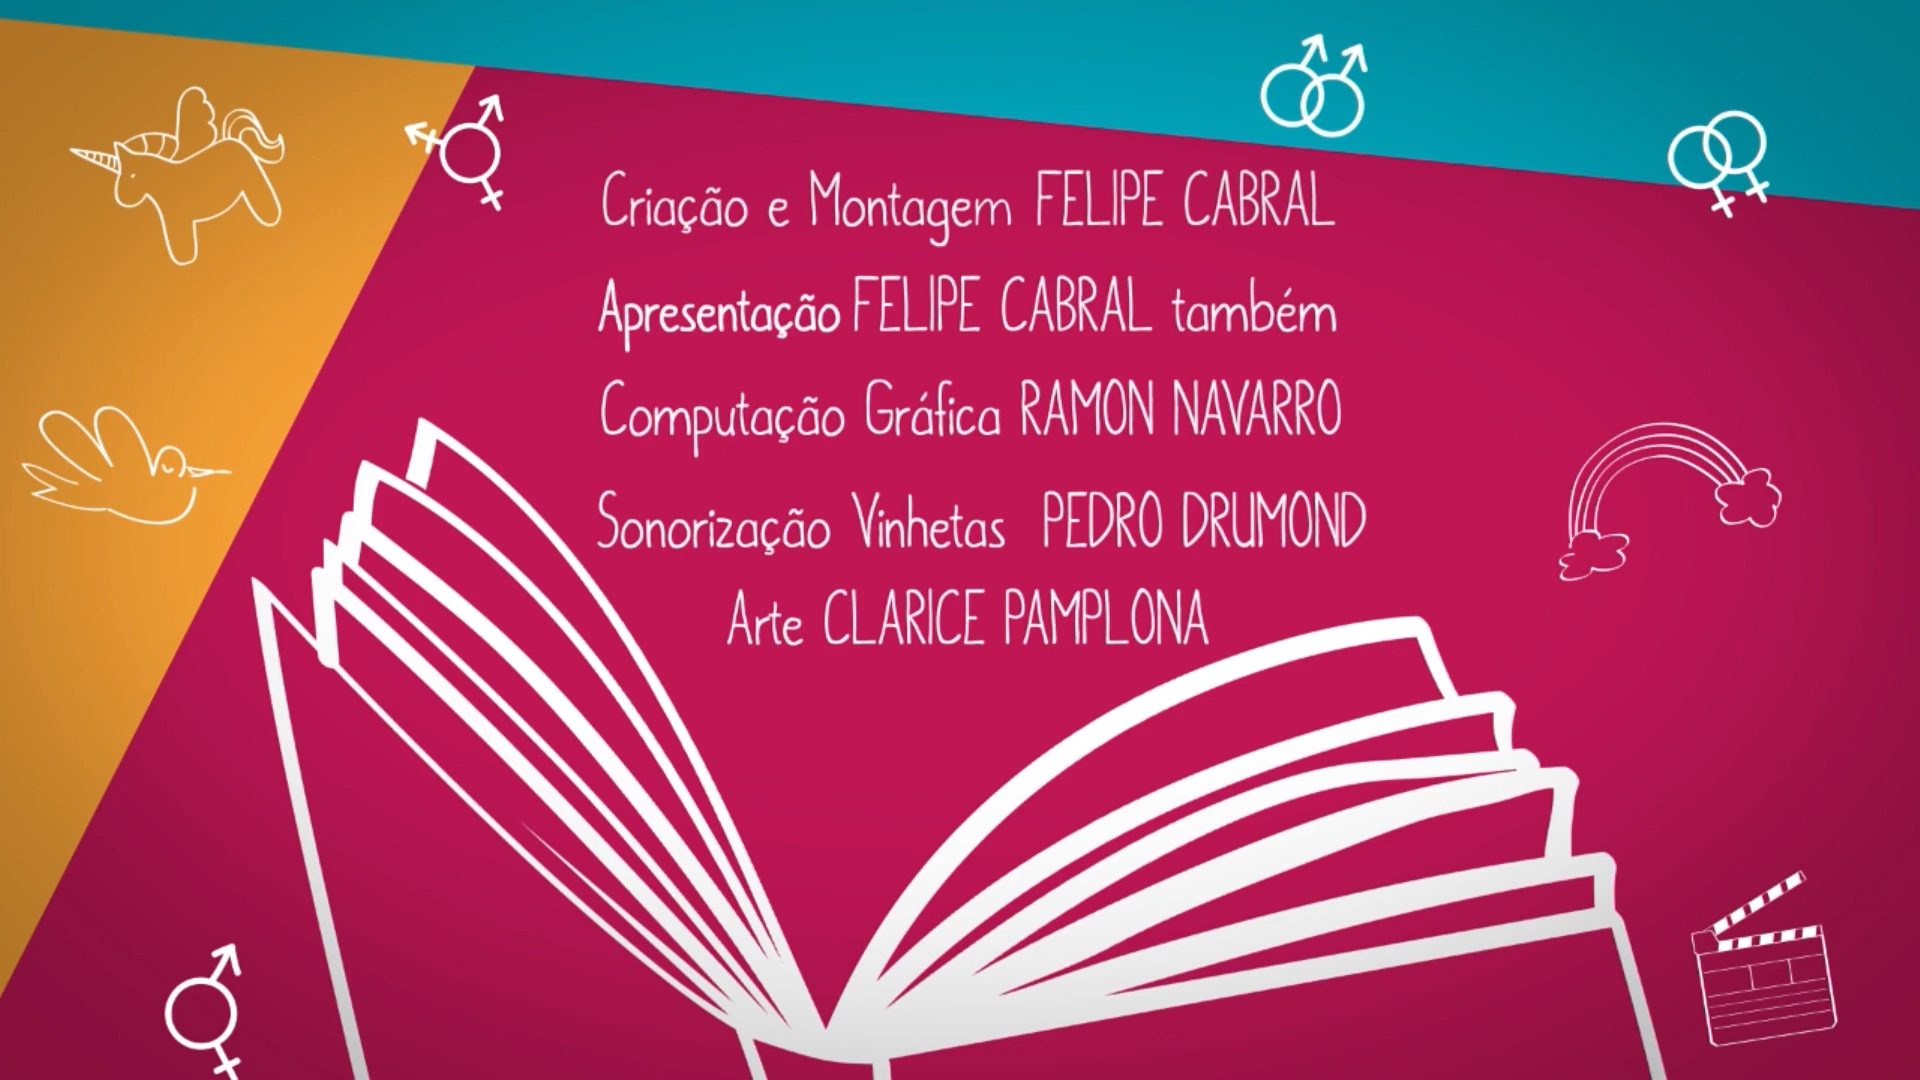 Criação e Montagem FELIPE CABRAL
Apresentação FELIPE CABRAL também
Computação Gráfica RAMON NAVARRO
Sonorização Vinhetas PEDRO DRUMOND
Arte CLARICE PAMPLONA